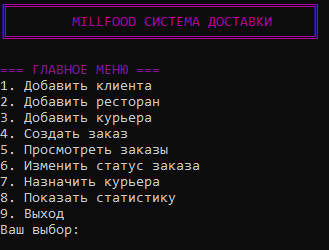 MILLFOOD СИСТЕМА ДОСТАВКИ
=== ГЛАВНОЕ МЕНЮ ===
1. Добавить клиента
2. Добавить ресторан
3. Добавить курьера
4. Создать заказ
5. Просмотреть заказы
6. Изменить статус заказа
7. Назначить курьера
8. Показать статистику
9. Выход
Ваш выбор: